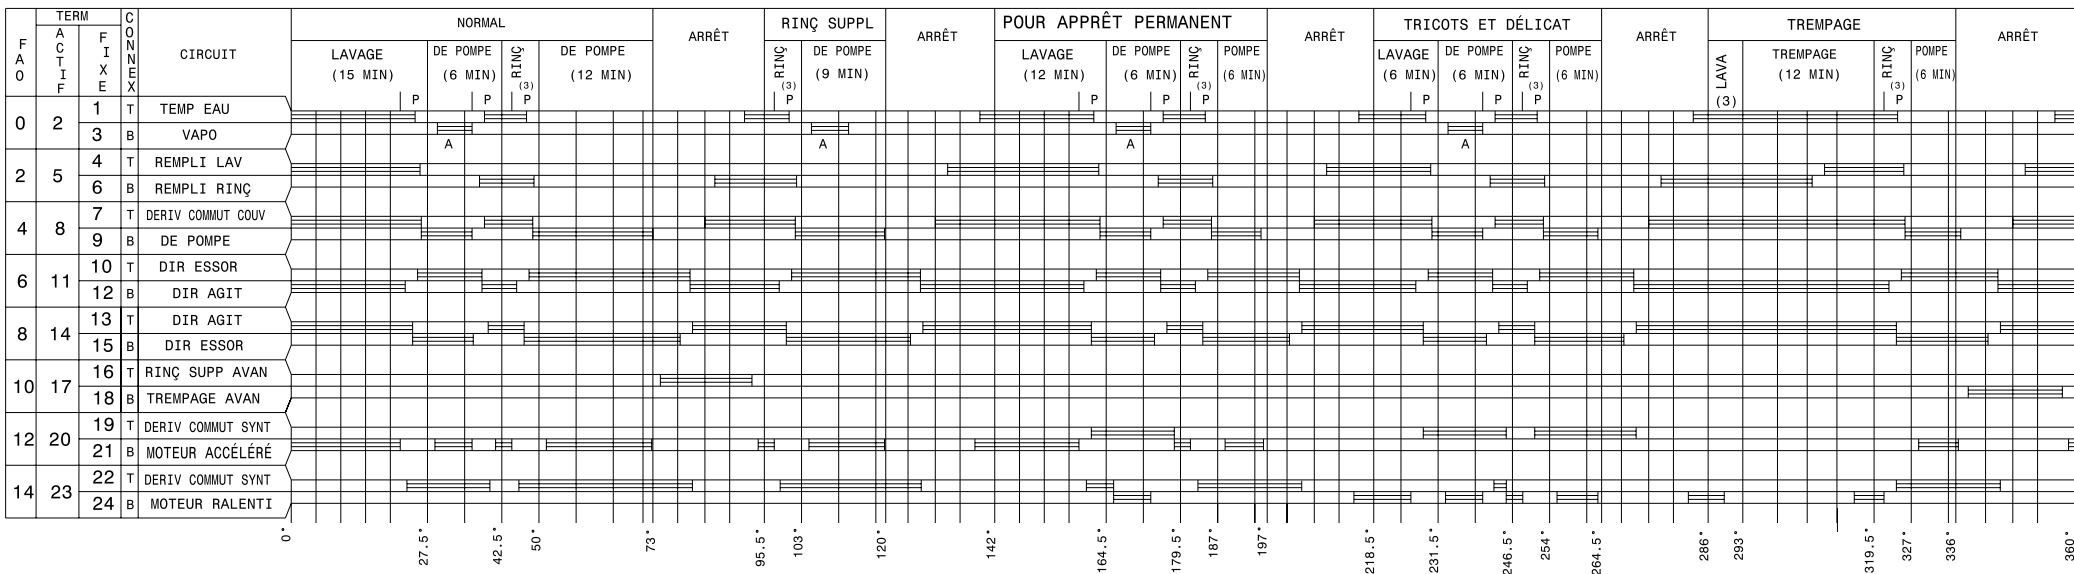 FAO
TERM
ACTIF
FIXE
CONNEX
CIRCUIT
NORMAL
LAVAGE
(15 MIN)
DE POMPE
(6 MIN)
RINÇ
(3)
DE POMPE
(12 MIN)
ARRÊT
RINÇ SUPPL
RINÇ
(3)
DE POMPE
(9 MIN)
ARRÊT
POUR APPRÊT PERMANENT
LAVAGE
(12 MIN)
DE POMPE
(6 MIN)
RINÇ
(3)
POMPE
(6 MIN)
ARRÊT
TRICOTS ET DÉLICAT
LAVAGE
(6 MIN)
DE POMPE
(6 MIN)
RINÇ
(3)
POMPE
(6 MIN)
ARRÊT
TREMPAGE
LAVA
(3)
TREMPAGE
(12 MIN)
RINÇ
(3)
POMPE
(6 MIN)
ARRÊT
P P P P P P P P P P P
0 2 1 T TEMP EAU
3 B VAPO
A A A A
2 5 4 T REMPLI LAV
6 B REMPLI RINÇ
4 8 7 T DERIV COMMUT COUV
9 B DE POMPE
6 11 10 T DIR ESSOR
12 B DIR AGIT
8 14 13 T DIR AGIT
15 B DIR ESSOR
10 17 16 T RINÇ SUPP AVAN
18 B TREMPAGE AVAN
12 20 19 T DERIV COMMUT SYNT
21 B MOTEUR ACCÉLÉRÉ
14 23 22 T DERIV COMMUT SYNT
24 B MOTEUR RALENTI
0° 27.5° 42.5° 50° 73° 95.5° 103 120° 142° 164.5° 179.5° 187° 197° 218.5° 231.5° 246.5° 254° 264.5° 286° 293° 319.5° 327° 336° 360°